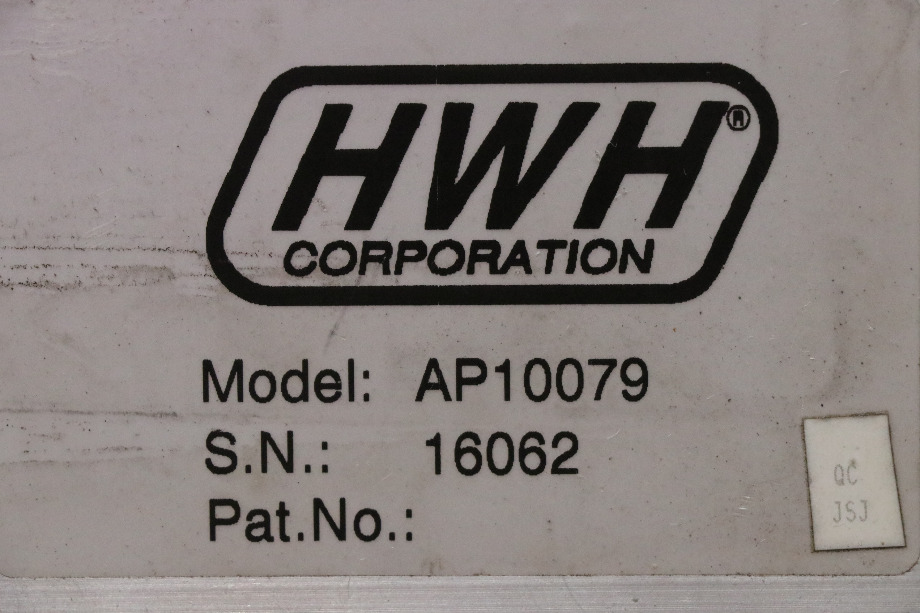 HWH®
CORPORATION
Model: AP10079
S.N.: 16062
Pat.No.:
QC
JSJ